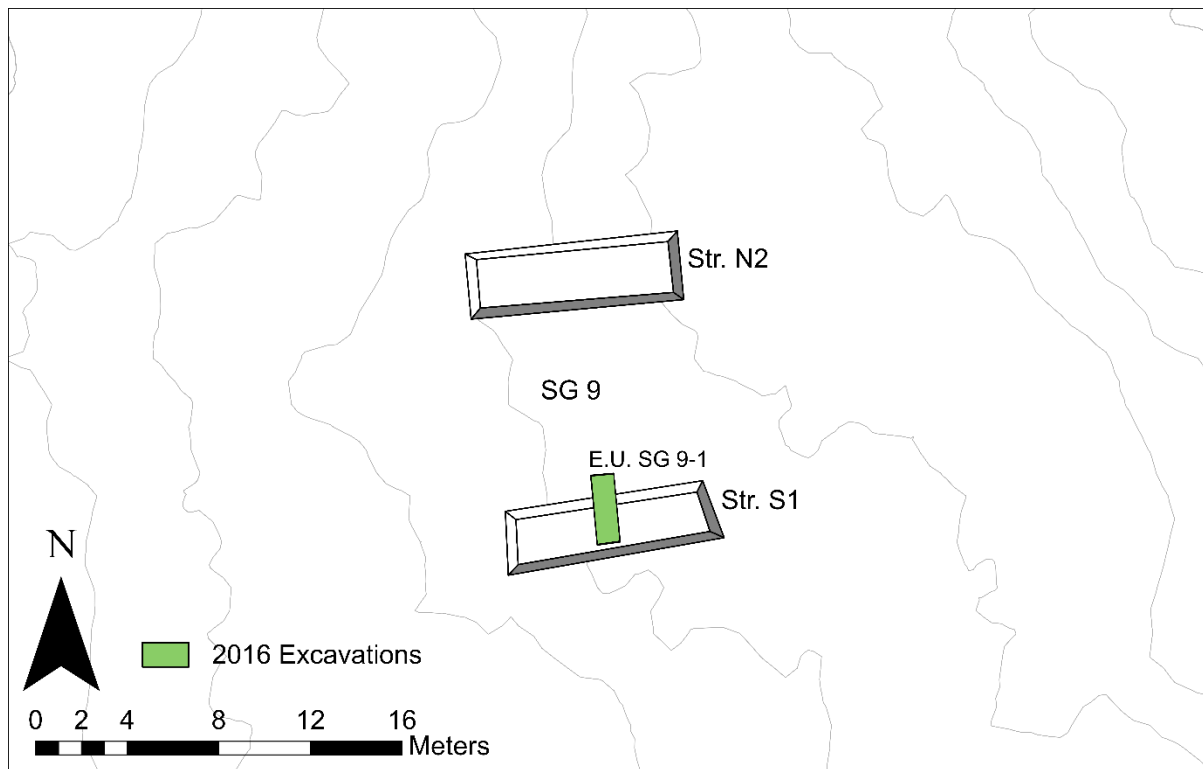 Str. N2
SG 9
E.U. SG 9-1
Str. S1
N
2016 Excavations
0 2 4 8 12 16
Meters